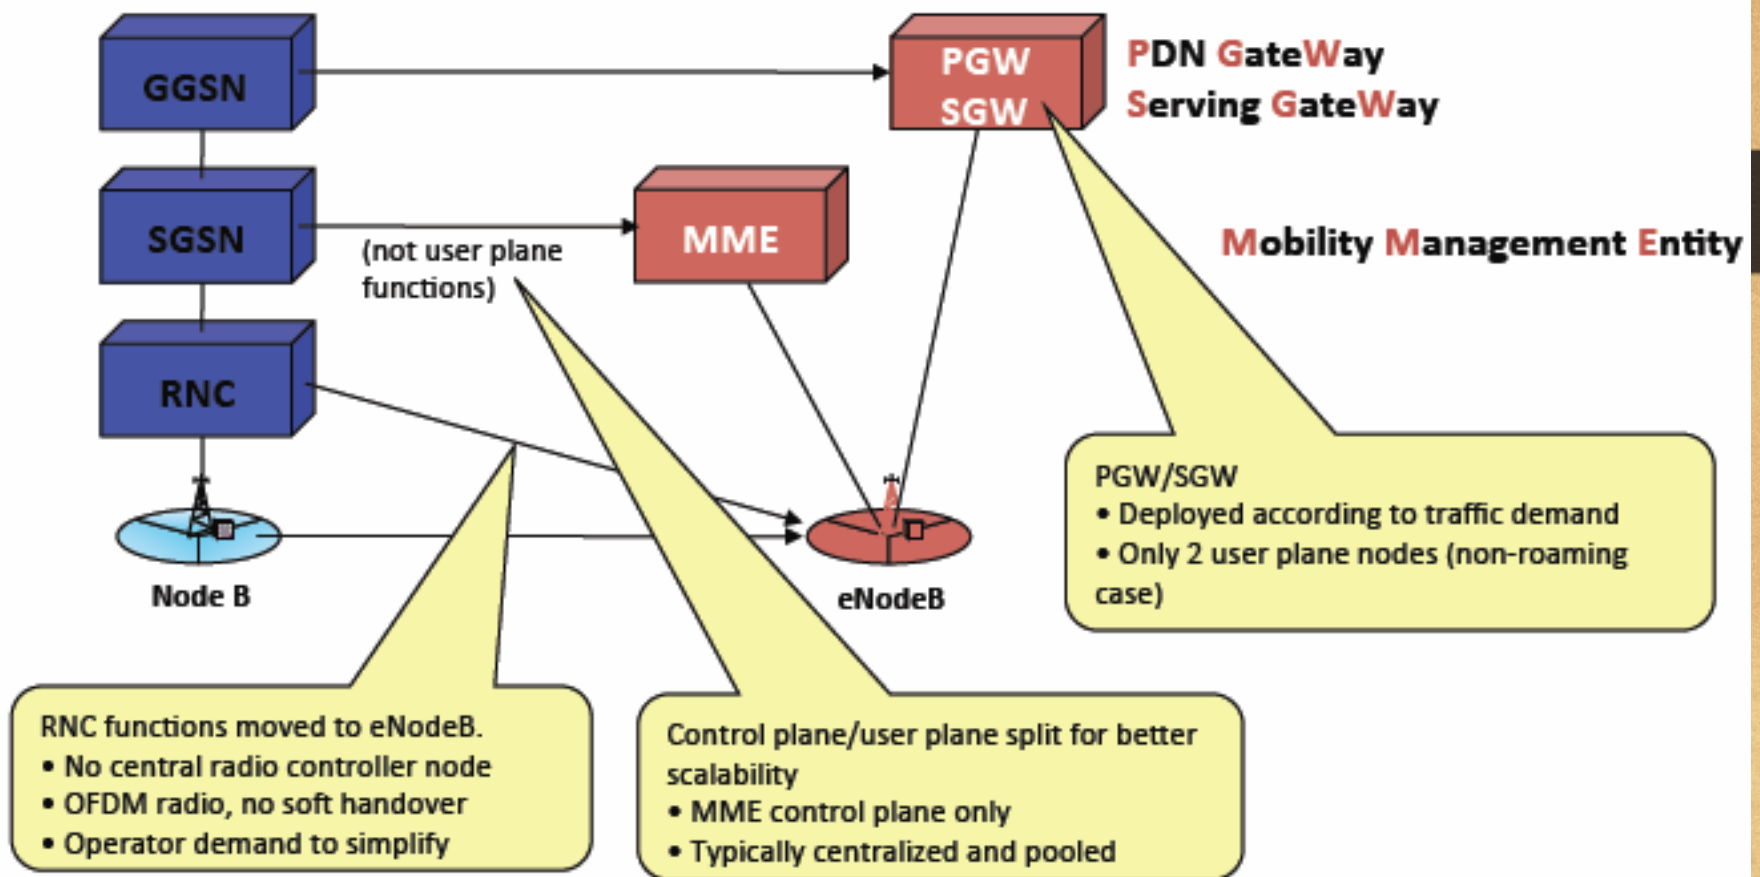 GGSN
PGW
SGW
PDN GateWay
Serving GateWay
SGSN
(not user plane
functions)
MME
Mobility Management Entity
RNC
Node B
eNodeB
PGW/SGW
• Deployed according to traffic demand
• Only 2 user plane nodes (non-roaming
case)
RNC functions moved to eNodeB.
• No central radio controller node
• OFDM radio, no soft handover
• Operator demand to simplify
Control plane/user plane split for better
scalability
• MME control plane only
• Typically centralized and pooled